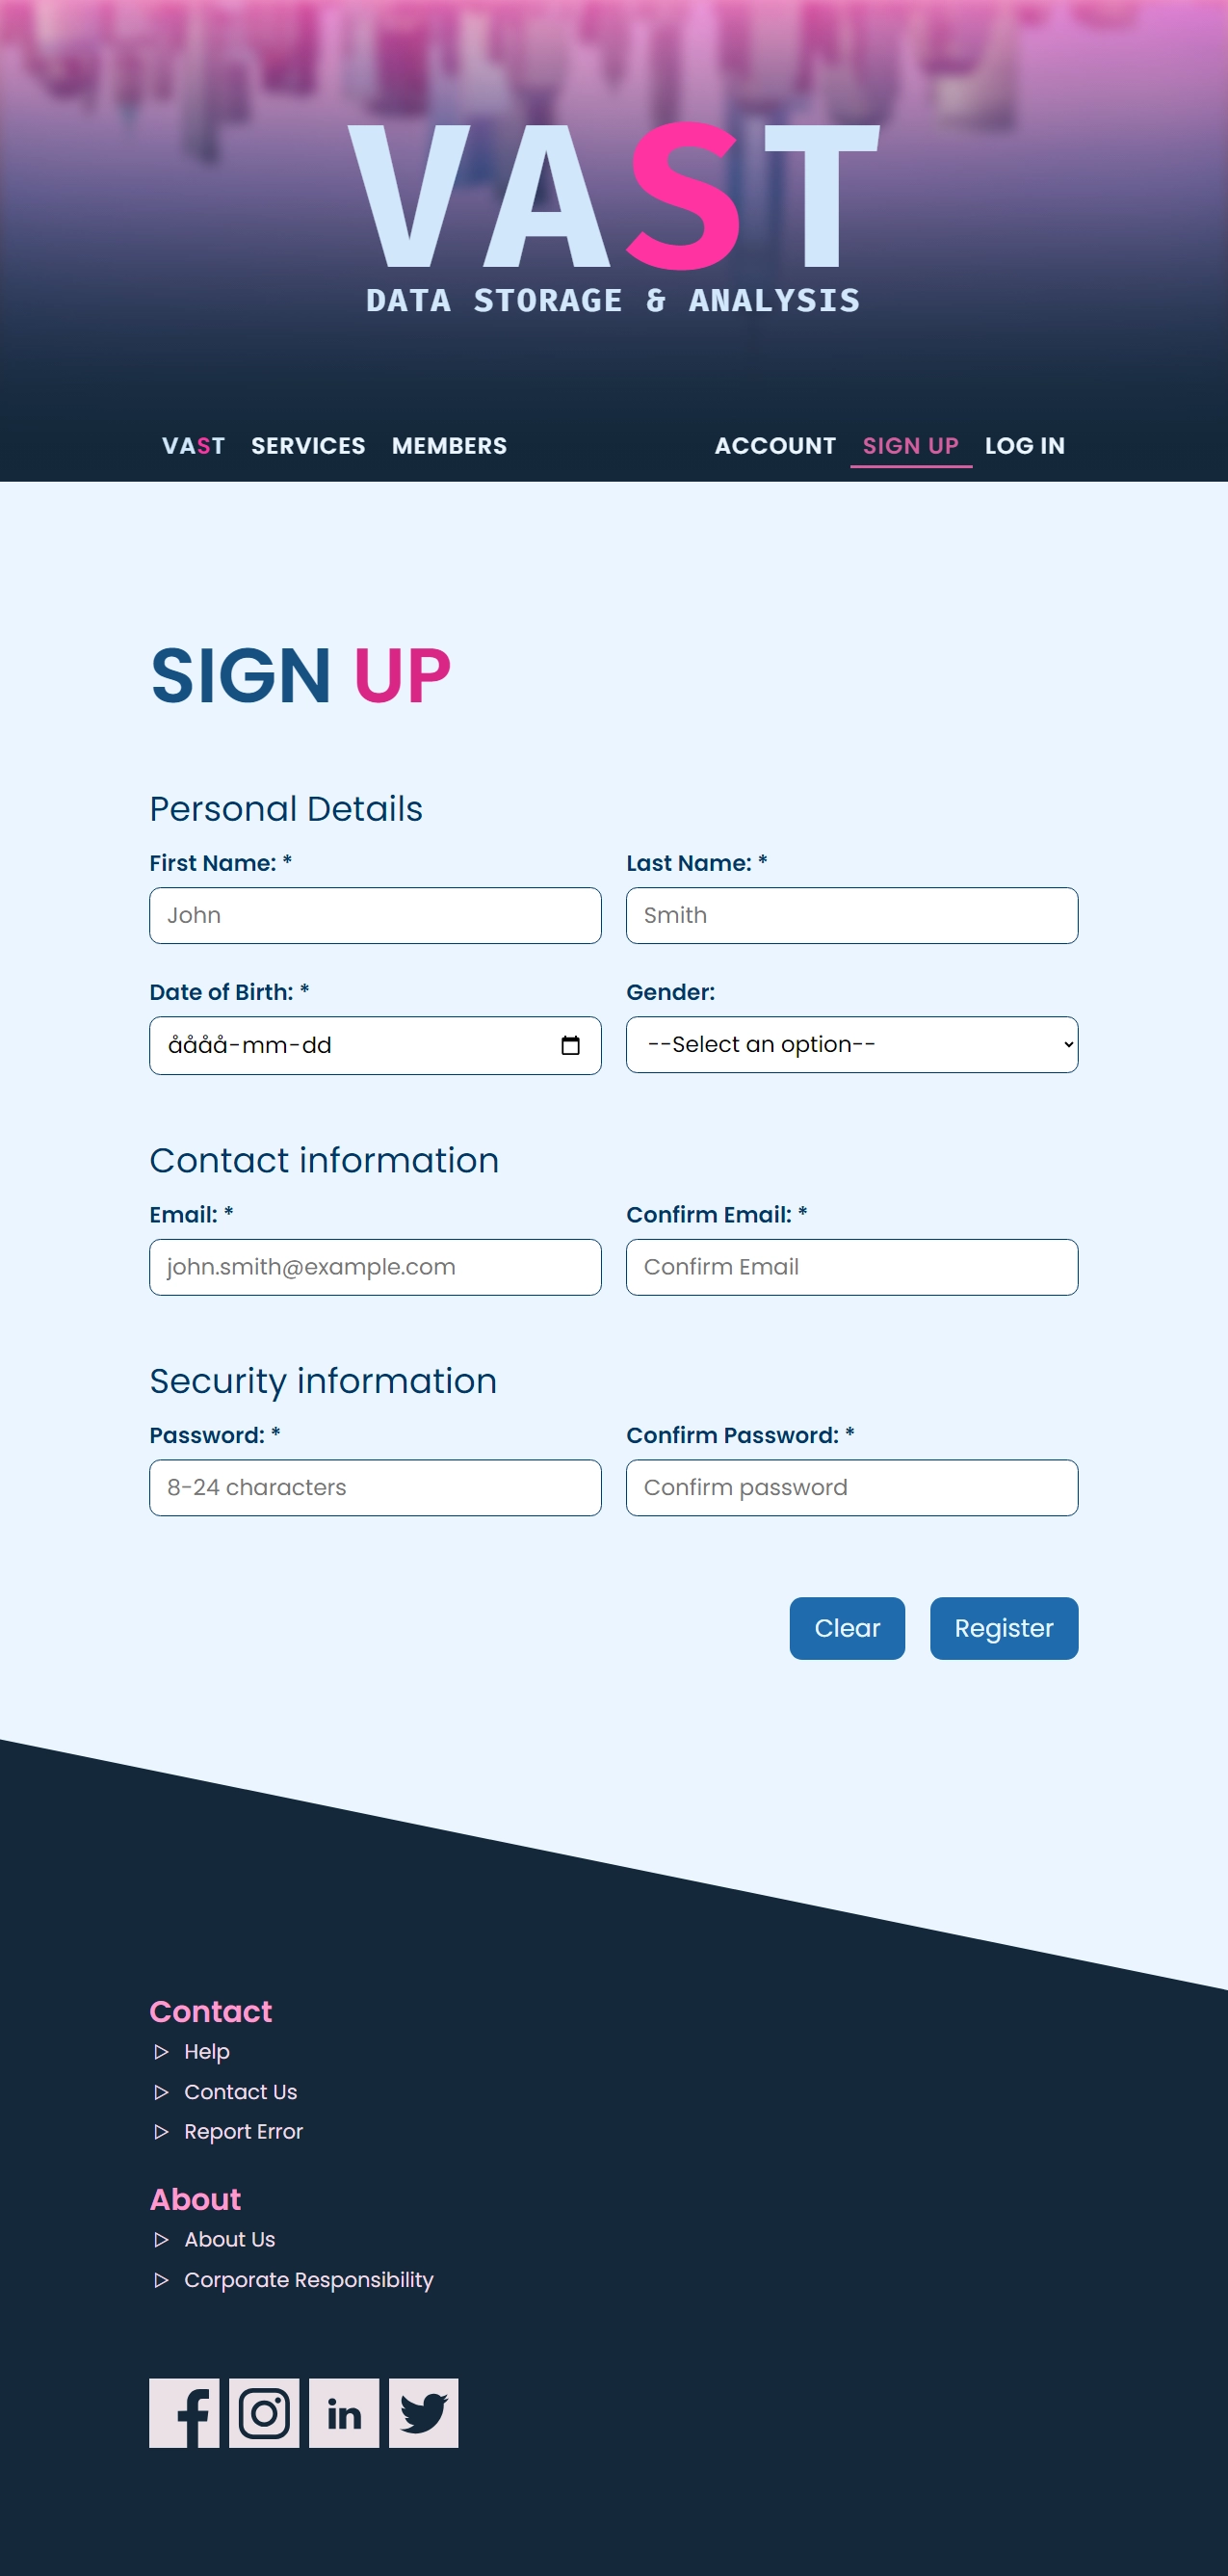 VAST
DATA STORAGE & ANALYSIS
VAST SERVICES MEMBERS ACCOUNT SIGN UP LOG IN
SIGN UP
Personal Details
First Name: * Last Name: *
John Smith
Date of Birth: * Gender:
åååå-mm-dd --Select an option--
Contact information
Email: * Confirm Email: *
john.smith@example.com Confirm Email
Security information
Password: * Confirm Password: *
8-24 characters Confirm password
Clear Register
Contact
Help
Contact Us
Report Error
About
About Us
Corporate Responsibility